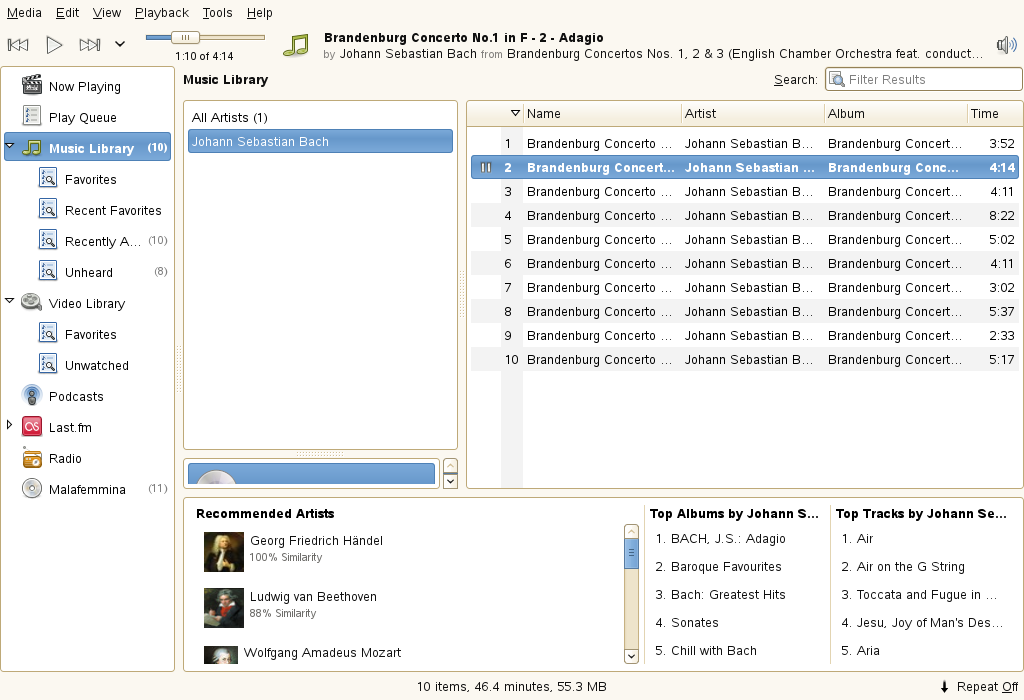 Media Edit View Playback Tools Help
1:10 of 4:14
Brandenburg Concerto No.1 in F - 2 - Adagio
by Johann Sebastian Bach from Brandenburg Concertos Nos. 1, 2 & 3 (English Chamber Orchestra feat. conduct...
Now Playing
Play Queue
Music Library (10)
Favorites
Recent Favorites
Recently A... (10)
Unheard (8)
Video Library
Favorites
Unwatched
Podcasts
Last.fm
Radio
Malafemmina (11)
Music Library
Search: Filter Results
All Artists (1)
Johann Sebastian Bach
Name Artist Album Time
1 Brandenburg Concerto ... Johann Sebastian B... Brandenburg Concert... 3:52
2 Brandenburg Concert... Johann Sebastian ... Brandenburg Conc... 4:14
3 Brandenburg Concerto ... Johann Sebastian B... Brandenburg Concert... 4:11
4 Brandenburg Concerto ... Johann Sebastian B... Brandenburg Concert... 8:22
5 Brandenburg Concerto ... Johann Sebastian B... Brandenburg Concert... 5:02
6 Brandenburg Concerto ... Johann Sebastian B... Brandenburg Concert... 4:11
7 Brandenburg Concerto ... Johann Sebastian B... Brandenburg Concert... 3:02
8 Brandenburg Concerto ... Johann Sebastian B... Brandenburg Concert... 5:37
9 Brandenburg Concerto ... Johann Sebastian B... Brandenburg Concert... 2:33
10 Brandenburg Concerto ... Johann Sebastian B... Brandenburg Concert... 5:17
Recommended Artists
Georg Friedrich Händel
100% Similarity
Ludwig van Beethoven
88% Similarity
Wolfgang Amadeus Mozart
Top Albums by Johann S...
1. BACH, J.S.: Adagio
2. Baroque Favourites
3. Bach: Greatest Hits
4. Sonates
5. Chill with Bach
Top Tracks by Johann Se...
1. Air
2. Air on the G String
3. Toccata and Fugue in ...
4. Jesu, Joy of Man's Des...
5. Aria
10 items, 46.4 minutes, 55.3 MB
Repeat Off